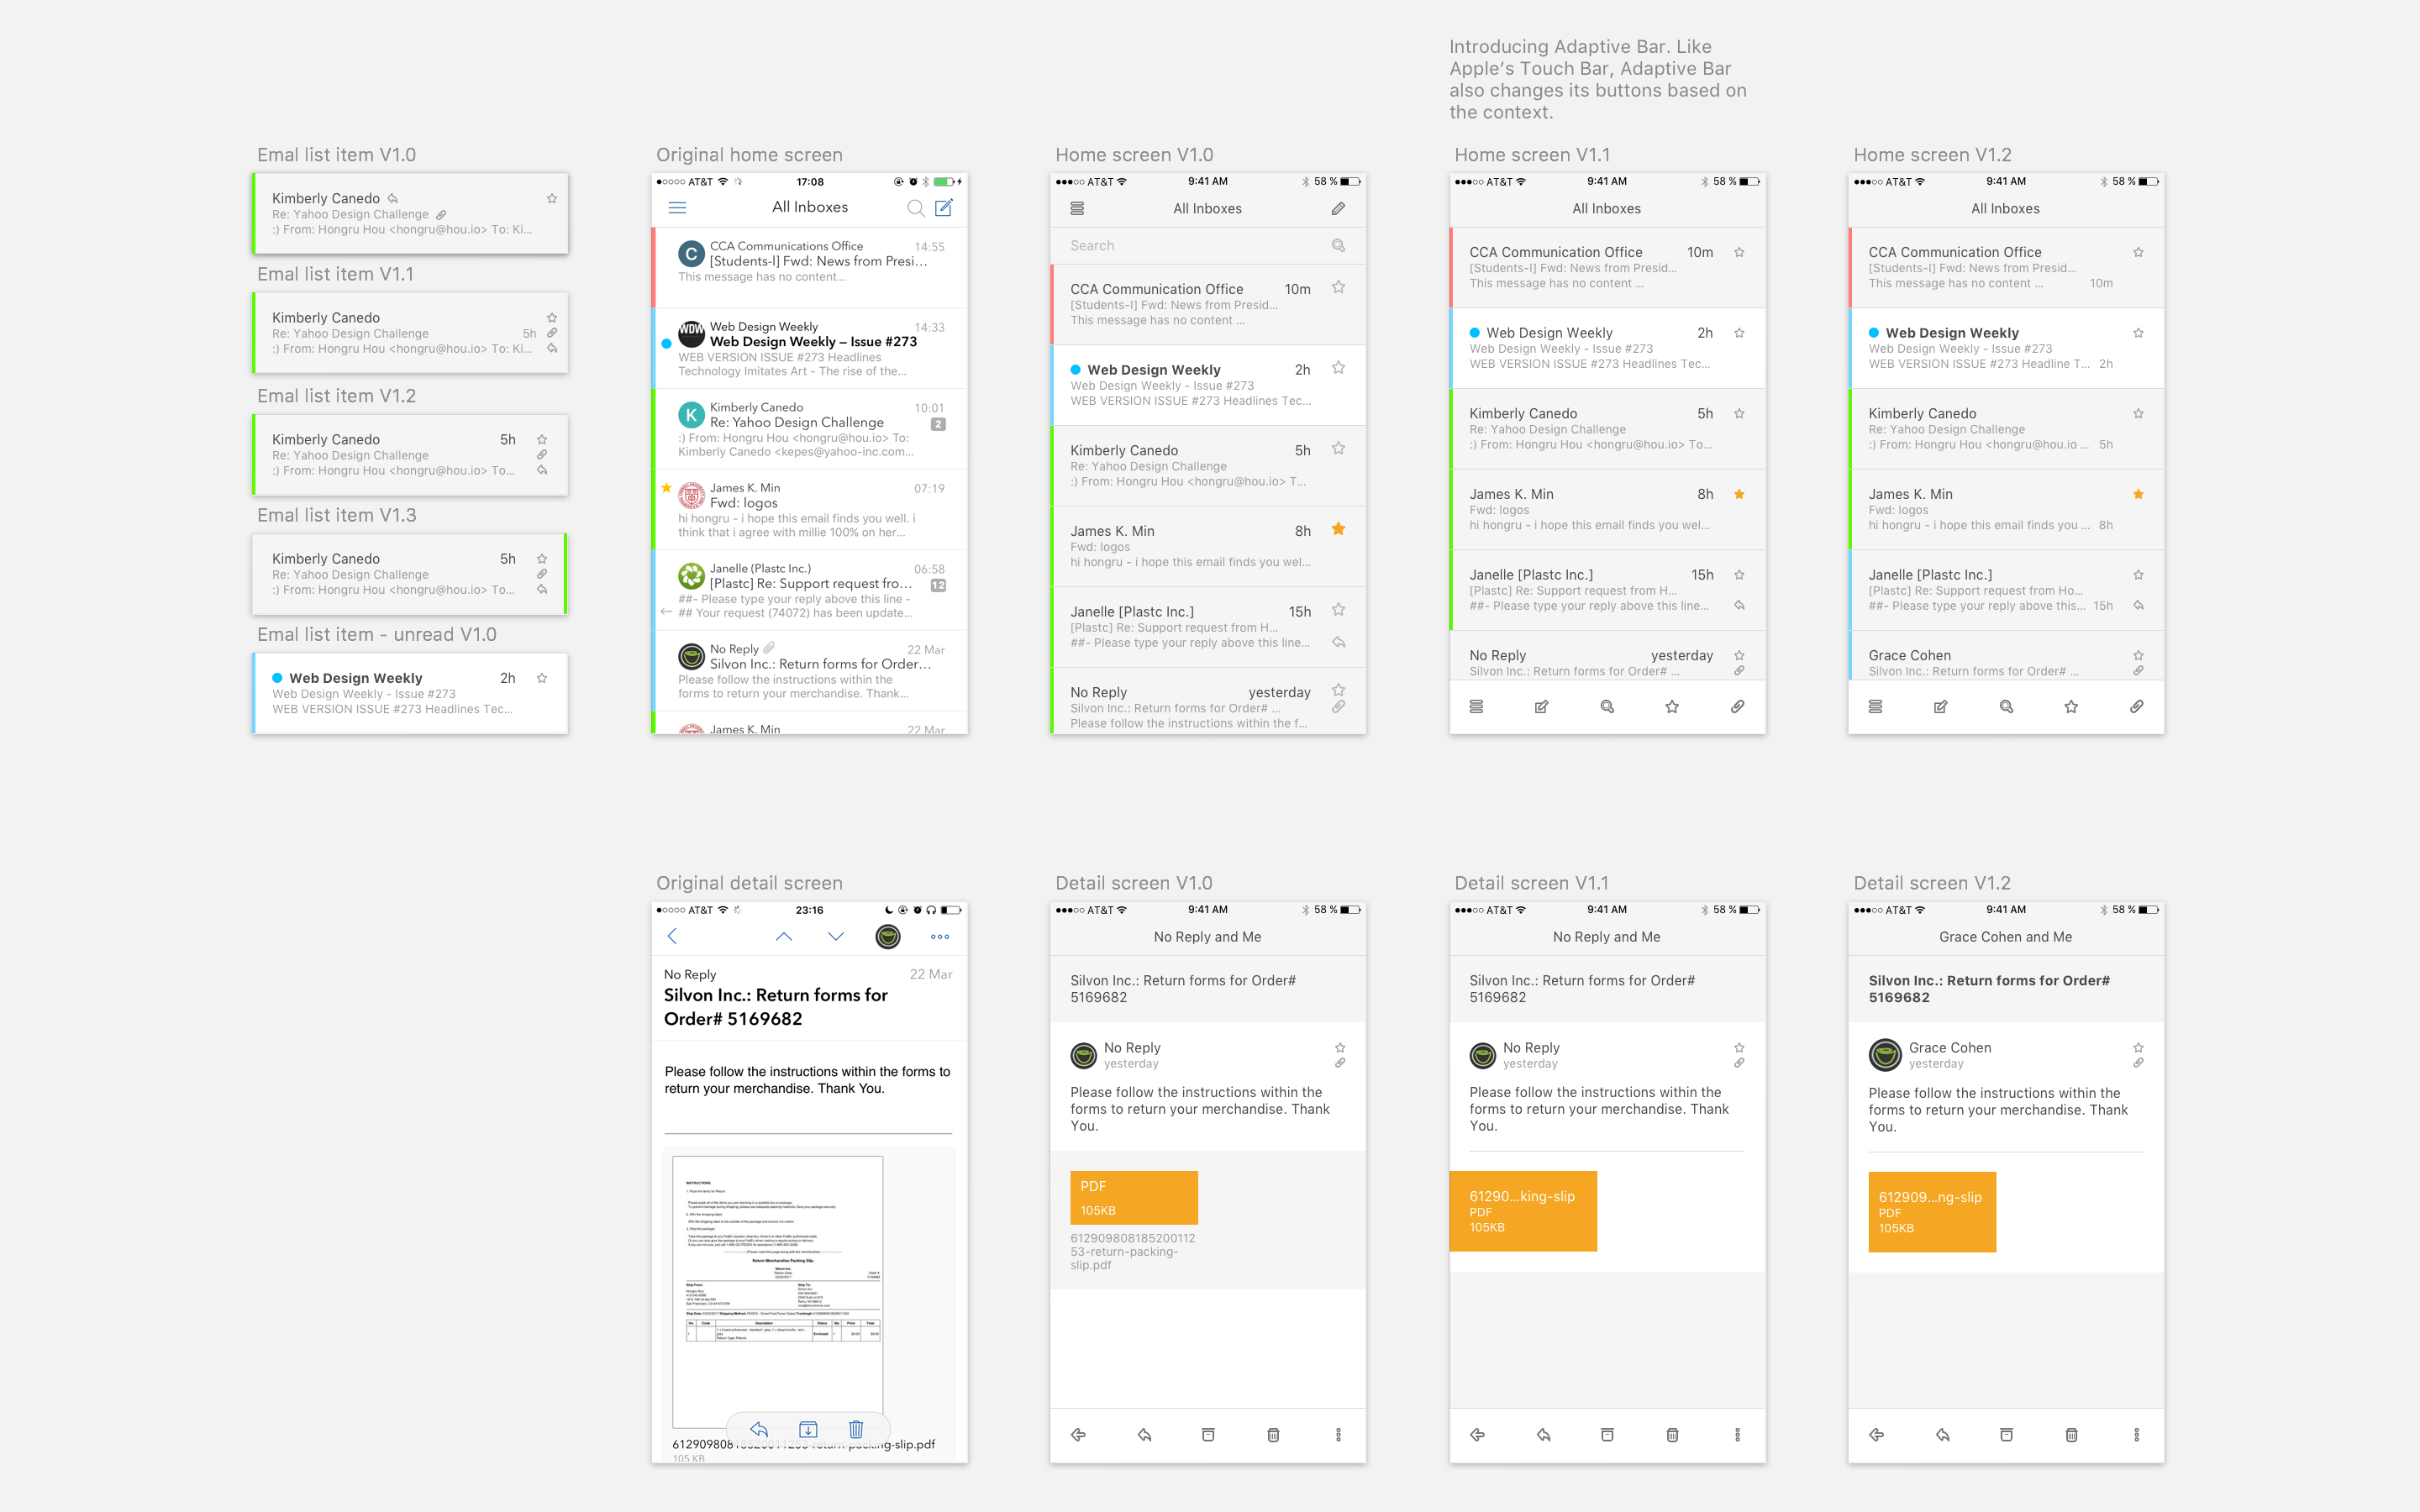 Introducing Adaptive Bar. Like
Apple's Touch Bar, Adaptive Bar
also changes its buttons based on
the context.
Emal list item V1.0
Kimberly Canedo
Re: Yahoo Design Challenge
:) From: Hongru Hou <hongru@hou.io> To: Ki...
Emal list item V1.1
Kimberly Canedo
Re: Yahoo Design Challenge 5h
:) From: Hongru Hou <hongru@hou.io> To: Ki...
Emal list item V1.2
Kimberly Canedo 5h
Re: Yahoo Design Challenge
:) From: Hongru Hou <hongru@hou.io> To...
Emal list item V1.3
Kimberly Canedo 5h
Re: Yahoo Design Challenge
:) From: Hongru Hou <hongru@hou.io> To...
Emal list item - unread V1.0
Web Design Weekly 2h
Web Design Weekly - Issue #273
WEB VERSION ISSUE #273 Headlines Tec...
Original home screen
AT&T 17:08
All Inboxes
C
CCA Communications Office 14:55
[Students-l] Fwd: News from Presi...
This message has no content...
WDW
Web Design Weekly 14:33
Web Design Weekly – Issue #273
WEB VERSION ISSUE #273 Headlines
Technology Imitates Art - The rise of the...
K
Kimberly Canedo 10:01
Re: Yahoo Design Challenge 2
:) From: Hongru Hou <hongru@hou.io> To:
Kimberly Canedo <kepes@yahoo-inc.com...
James K. Min 07:19
Fwd: logos
hi hongru - i hope this email finds you well. i
think that i agree with millie 100% on her...
Janelle (Plastc Inc.) 06:58
[Plastc] Re: Support request fro... 12
##- Please type your reply above this line -
## Your request (74072) has been update...
No Reply 22 Mar
Silvon Inc.: Return forms for Order...
Please follow the instructions within the
forms to return your merchandise. Thank...
James K. Min 22 Mar
Home screen V1.0
AT&T 9:41 AM 58 %
All Inboxes
Search
CCA Communication Office 10m
[Students-l] Fwd: News from Presid...
This message has no content ...
Web Design Weekly 2h
Web Design Weekly - Issue #273
WEB VERSION ISSUE #273 Headlines Tec...
Kimberly Canedo 5h
Re: Yahoo Design Challenge
:) From: Hongru Hou <hongru@hou.io> T...
James K. Min 8h
Fwd: logos
hi hongru - i hope this email finds you wel...
Janelle [Plastc Inc.] 15h
[Plastc] Re: Support request from H...
##- Please type your reply above this line...
No Reply yesterday
Silvon Inc.: Return forms for Order# ...
Please follow the instructions within the f...
Home screen V1.1
AT&T 9:41 AM 58 %
All Inboxes
CCA Communication Office 10m
[Students-l] Fwd: News from Presid...
This message has no content ...
Web Design Weekly 2h
Web Design Weekly - Issue #273
WEB VERSION ISSUE #273 Headlines Tec...
Kimberly Canedo 5h
Re: Yahoo Design Challenge
:) From: Hongru Hou <hongru@hou.io> To...
James K. Min 8h
Fwd: logos
hi hongru - i hope this email finds you wel...
Janelle [Plastc Inc.] 15h
[Plastc] Re: Support request from H...
##- Please type your reply above this line...
No Reply yesterday
Silvon Inc.: Return forms for Order# ...
Home screen V1.2
AT&T 9:41 AM 58 %
All Inboxes
CCA Communication Office
[Students-l] Fwd: News from Presid...
This message has no content ... 10m
Web Design Weekly
Web Design Weekly - Issue #273
WEB VERSION ISSUE #273 Headline T... 2h
Kimberly Canedo
Re: Yahoo Design Challenge
:) From: Hongru Hou <hongru@hou.io ... 5h
James K. Min
Fwd: logos
hi hongru - i hope this email finds you ... 8h
Janelle [Plastc Inc.]
[Plastc] Re: Support request from Ho...
##- Please type your reply above this... 15h
Grace Cohen
Silvon Inc.: Return forms for Order# ...
Original detail screen
AT&T 23:16
No Reply 22 Mar
Silvon Inc.: Return forms for
Order# 5169682
Please follow the instructions within the forms to
return your merchandise. Thank You.
INSTRUCTIONS
Return Merchandise Packing Slip.
105 KB
Detail screen V1.0
AT&T 9:41 AM 58 %
No Reply and Me
Silvon Inc.: Return forms for Order#
5169682
No Reply
yesterday
Please follow the instructions within the
forms to return your merchandise. Thank
You.
PDF
105KB
612909808185200112
53-return-packing-
slip.pdf
Detail screen V1.1
AT&T 9:41 AM 58 %
No Reply and Me
Silvon Inc.: Return forms for Order#
5169682
No Reply
yesterday
Please follow the instructions within the
forms to return your merchandise. Thank
You.
61290...king-slip
PDF
105KB
Detail screen V1.2
AT&T 9:41 AM 58 %
Grace Cohen and Me
Silvon Inc.: Return forms for Order#
5169682
Grace Cohen
yesterday
Please follow the instructions within the
forms to return your merchandise. Thank
You.
612909...ng-slip
PDF
105KB